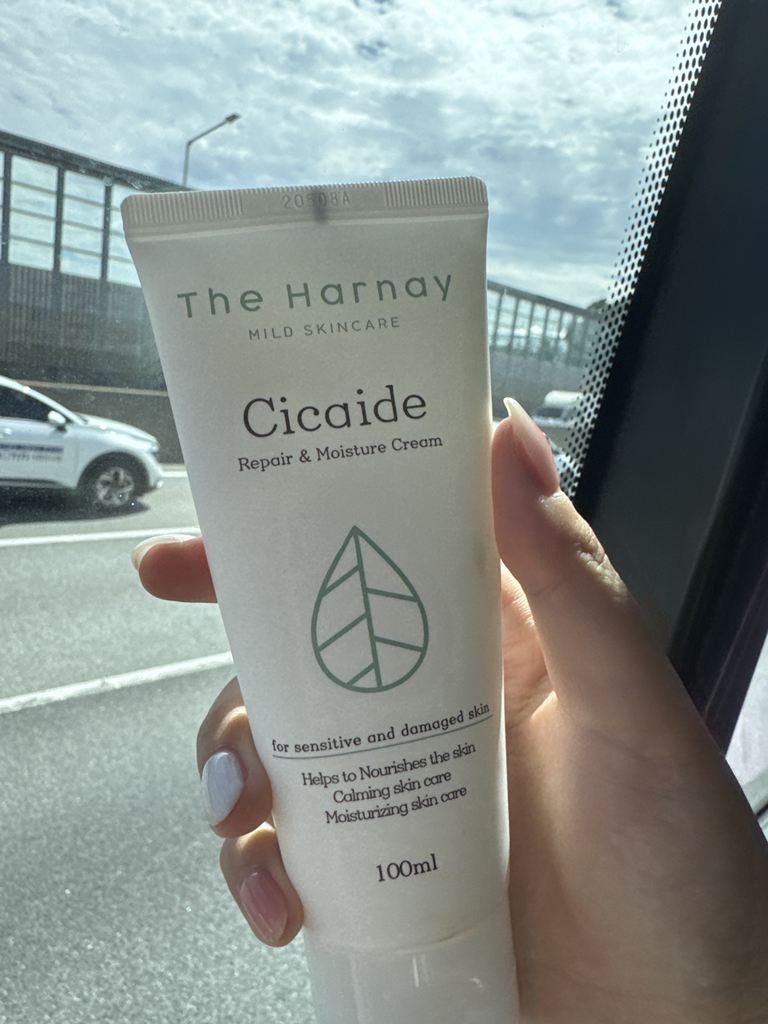 The Harnay
MILD SKINCARE
Cicaide
Repair & Moisture Cream
for sensitive and damaged skin
Helps to Nourishes the skin
Calming skin care
Moisturizing skin care
100ml